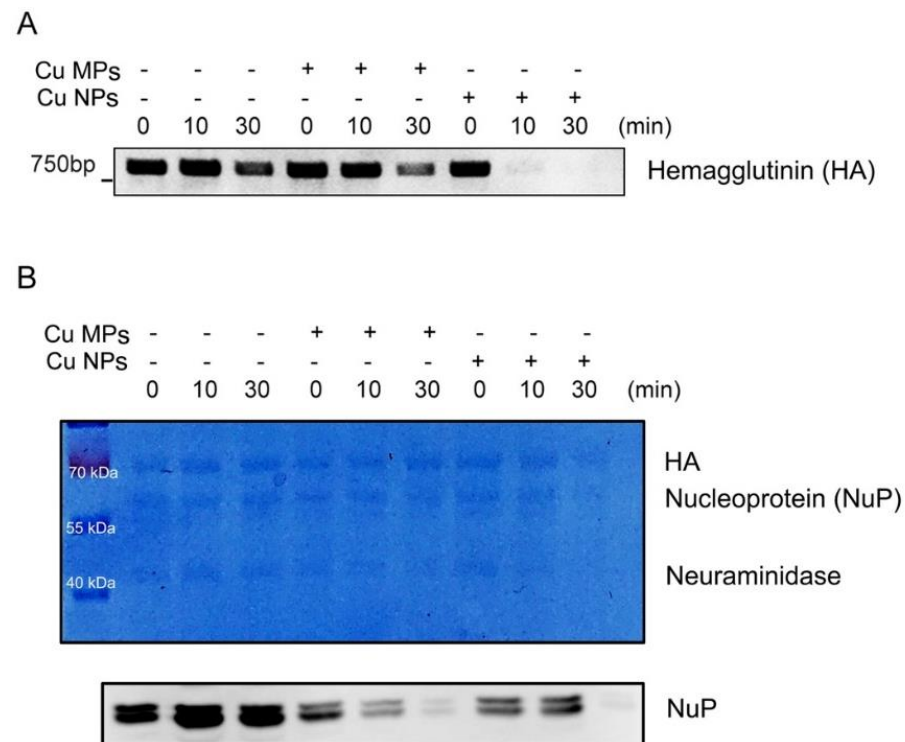 A
Cu MPs - - - + + + - - -
Cu NPs - - - - - - + + +
0 10 30 0 10 30 0 10 30 (min)
750bp
Hemagglutinin (HA)
B
Cu MPs - - - + + + - - -
Cu NPs - - - - - - + + +
0 10 30 0 10 30 0 10 30 (min)
70 kDa
HA
Nucleoprotein (NuP)
55 kDa
Neuraminidase
40 kDa
NuP